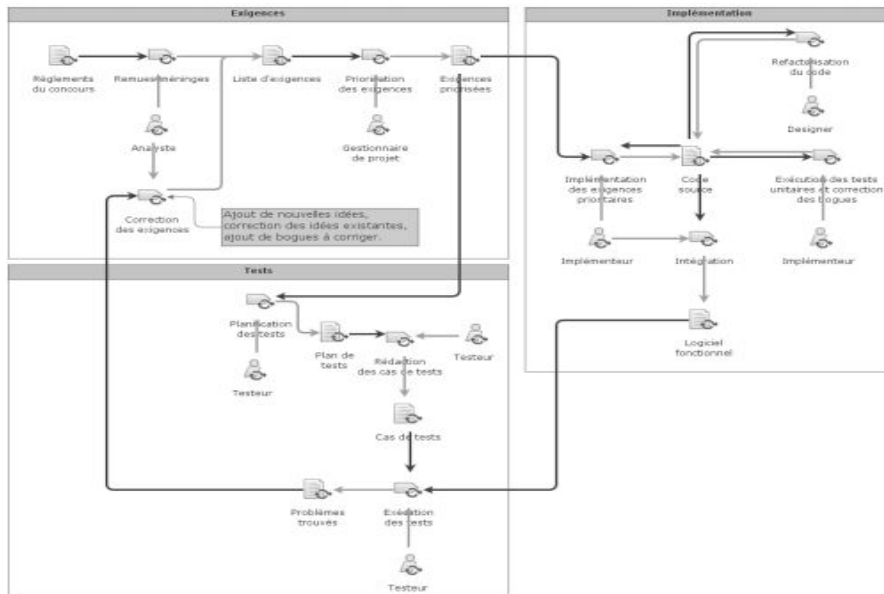 Exigences
Règlements
du concours
Remue-méninges
Liste d'exigences
Priorisation
des exigences
Exigences
priorisées
Analyste
Gestionnaire
de projet
Correction
des exigences
Ajout de nouvelles idées,
correction des idées existantes,
ajout de bogues à corriger.
Implémentation
Refactorisation
du code
Designer
Implémentation
des exigences
prioritaires
Code
source
Exécution des tests
unitaires et correction
des bogues
Implémenteur
Intégration
Implémenteur
Logiciel
fonctionnel
Tests
Planification
des tests
Plan de
tests
Rédaction
des cas de tests
Testeur
Testeur
Cas de tests
Problèmes
trouvés
Exécution
des tests
Testeur